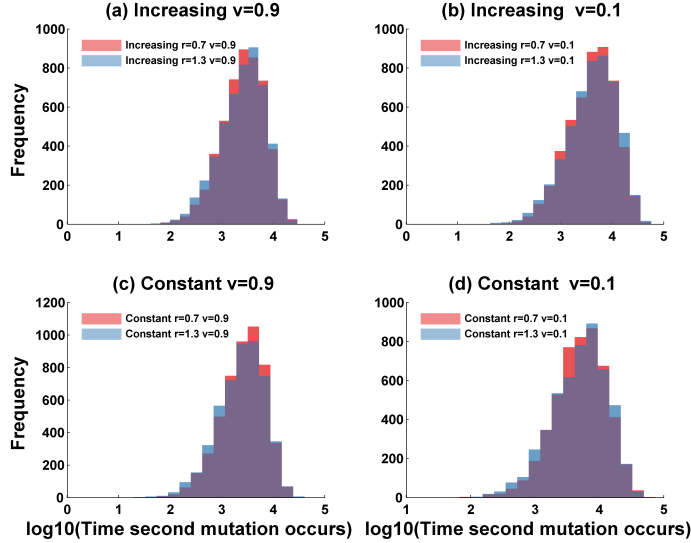 (a) Increasing v=0.9
Frequency
1000
800
600
400
200
0
0 1 2 3 4 5
Increasing r=0.7 v=0.9
Increasing r=1.3 v=0.9
(b) Increasing v=0.1
1000
800
600
400
200
0
0 1 2 3 4 5
Increasing r=0.7 v=0.1
Increasing r=1.3 v=0.1
(c) Constant v=0.9
Frequency
1200
1000
800
600
400
200
0
0 1 2 3 4 5
Constant r=0.7 v=0.9
Constant r=1.3 v=0.9
log10(Time second mutation occurs)
(d) Constant v=0.1
1000
800
600
400
200
0
1 2 3 4 5
Constant r=0.7 v=0.1
Constant r=1.3 v=0.1
log10(Time second mutation occurs)